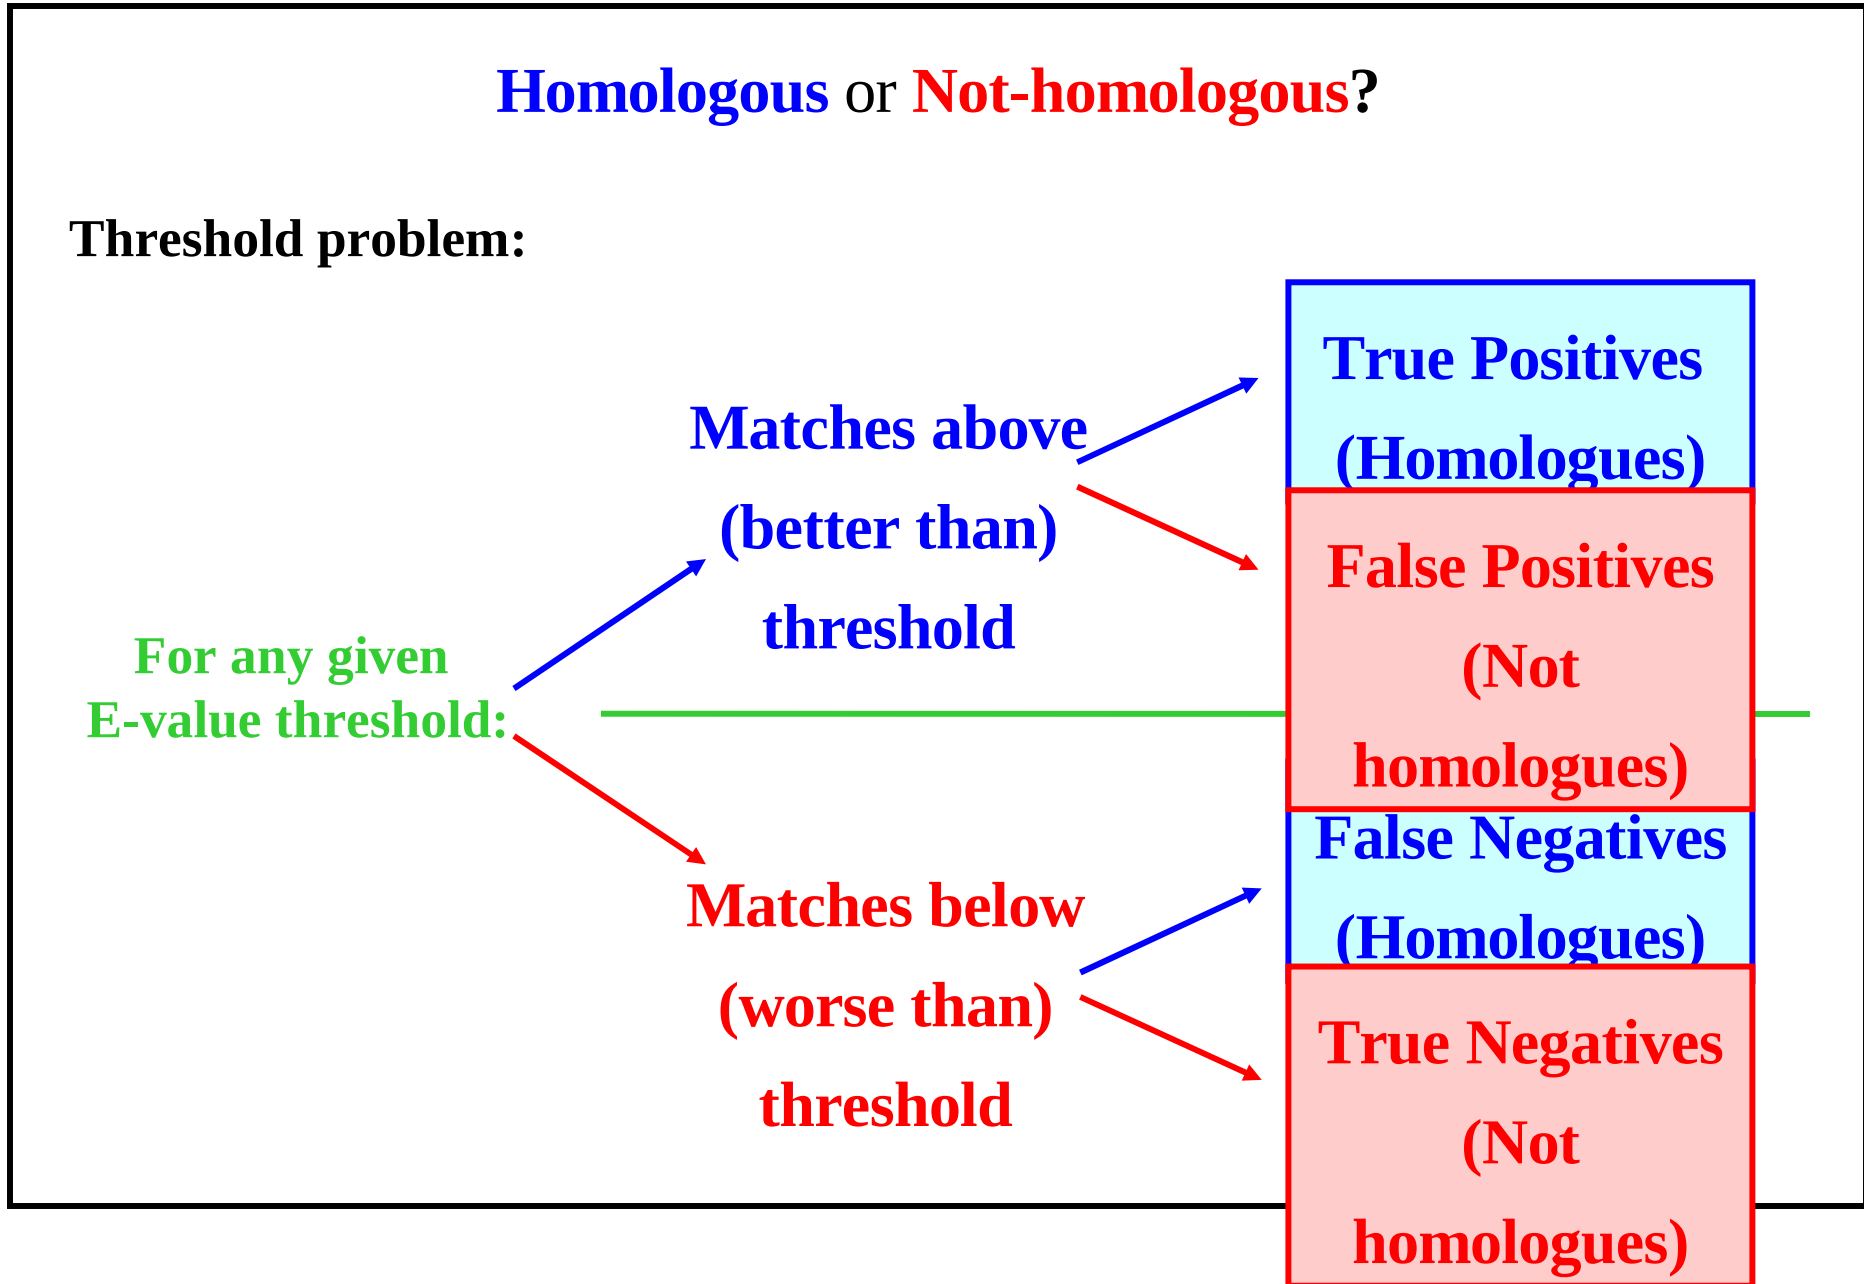 Homologous or Not-homologous?
Threshold problem:
For any given
E-value threshold:
Matches above
(better than)
threshold
True Positives
(Homologues)
False Positives
(Not
homologues)
Matches below
(worse than)
threshold
False Negatives
(Homologues)
True Negatives
(Not
homologues)